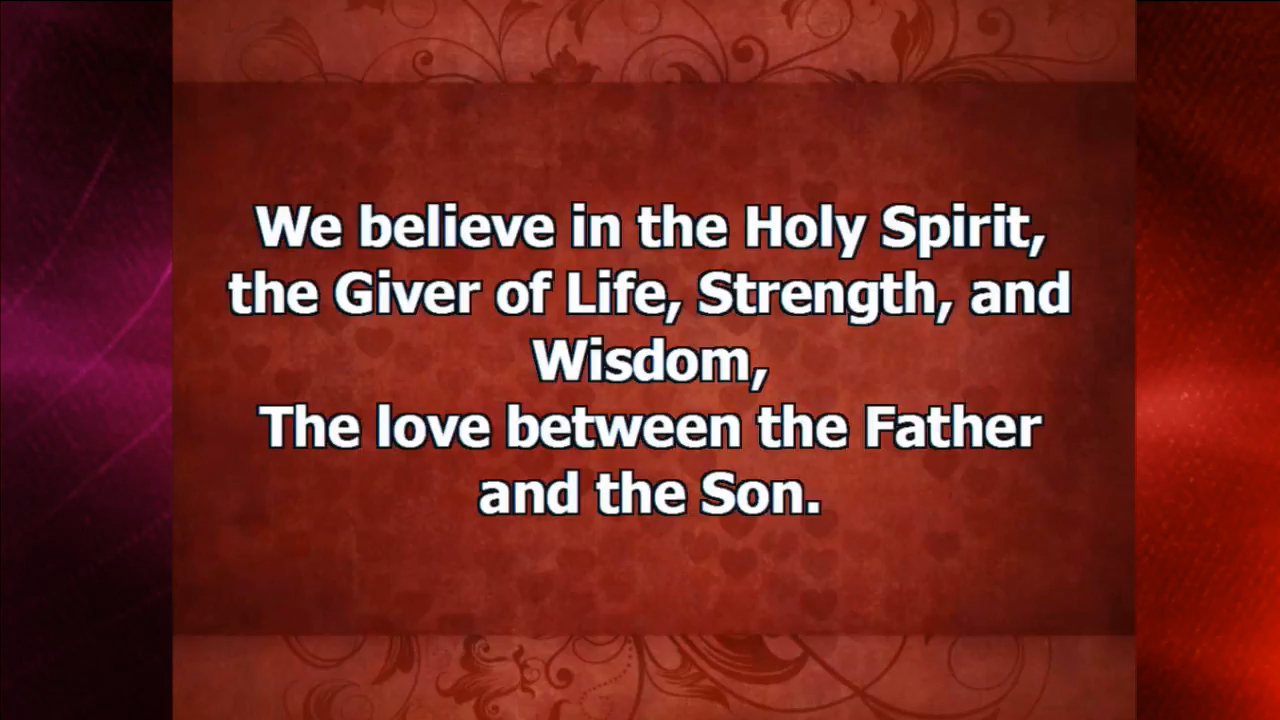 We believe in the Holy Spirit,
the Giver of Life, Strength, and
Wisdom,
The love between the Father
and the Son.